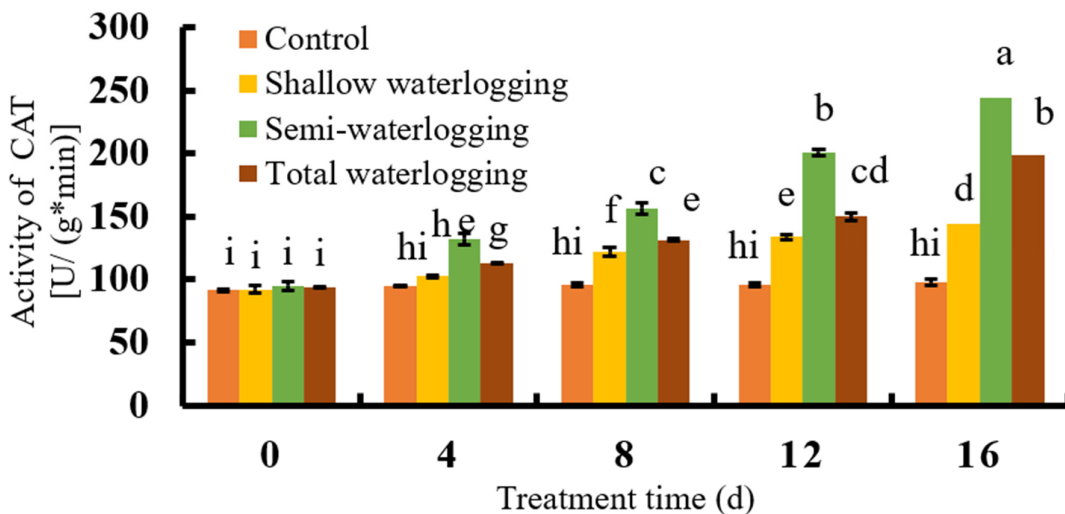 Activity of CAT
[U/ (g*min)]
300
250
200
150
100
50
0
Control
Shallow waterlogging
Semi-waterlogging
Total waterlogging
i i i i
hi h e g
hi f c e
hi e b cd
hi d a b
0 4 8 12 16
Treatment time (d)